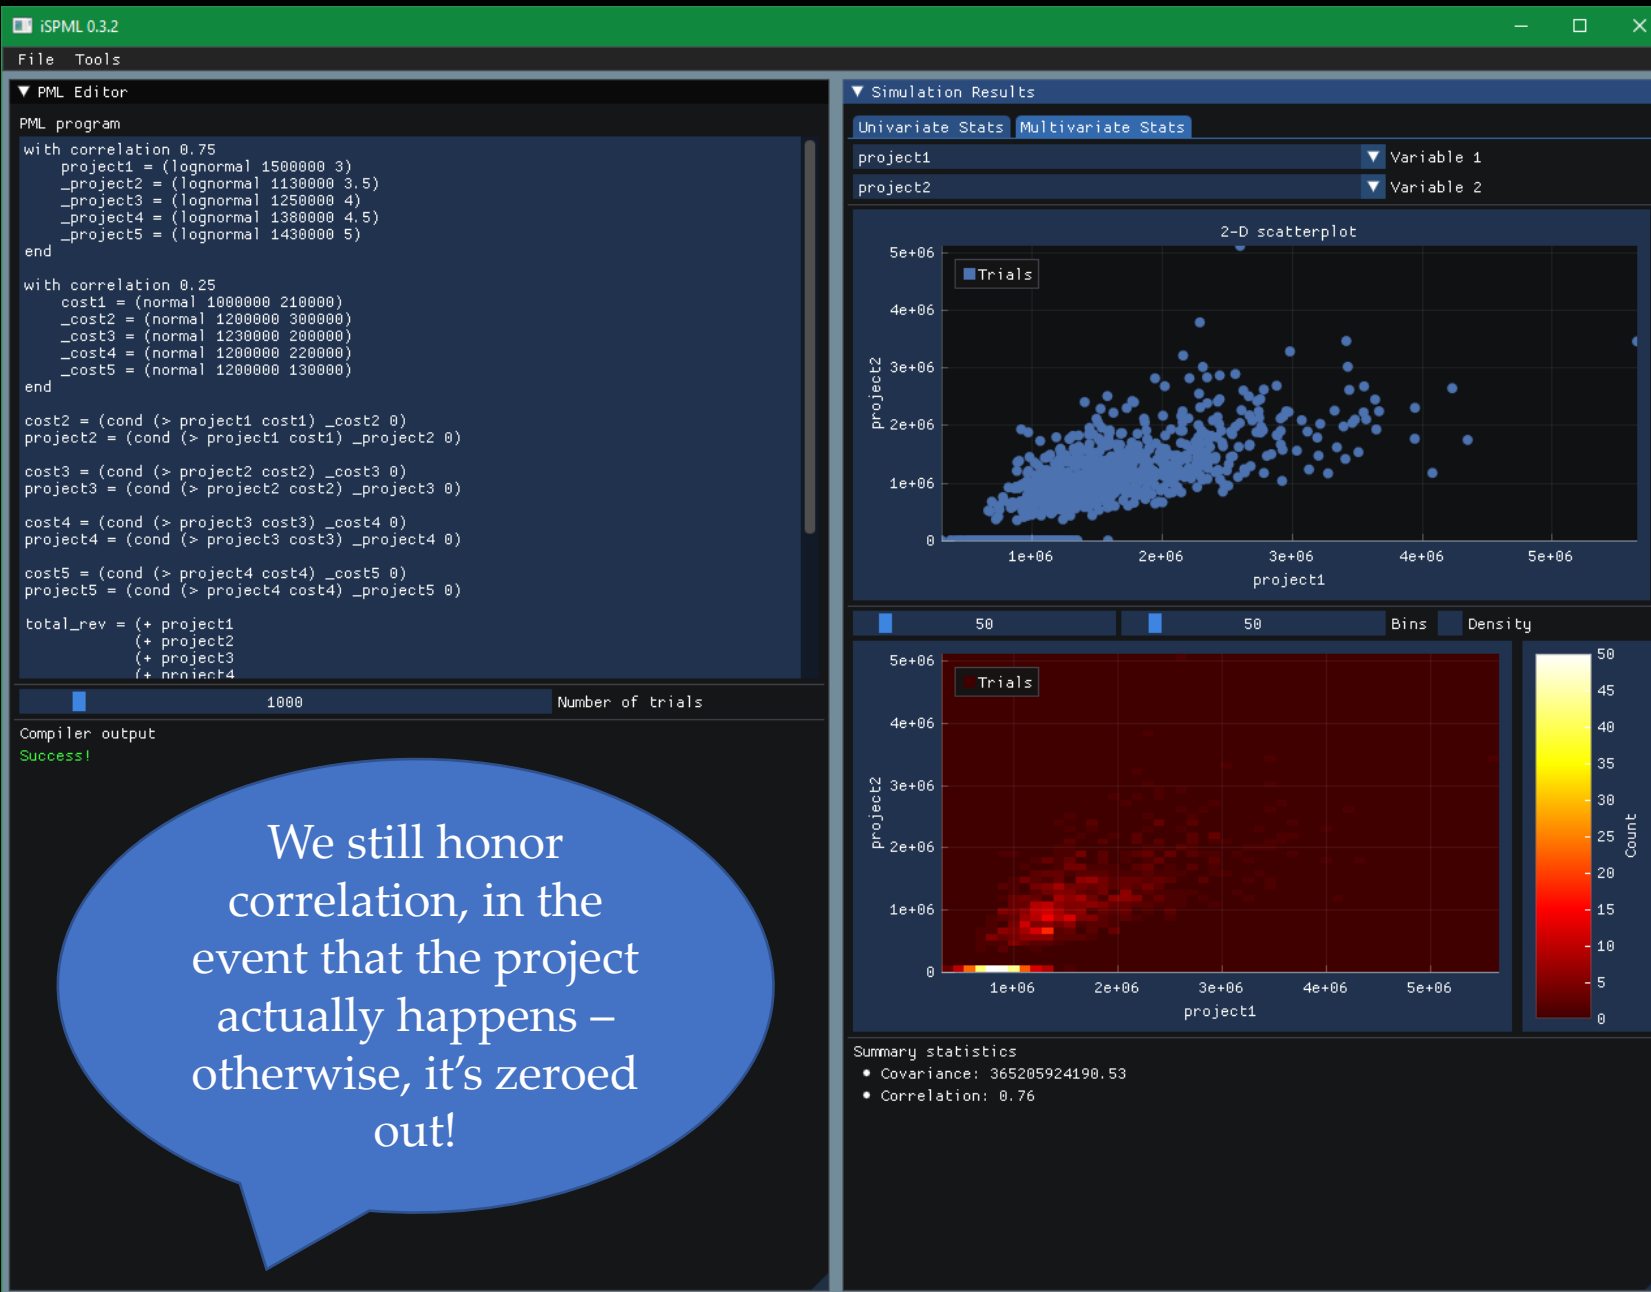 iSPML 0.3.2
File Tools
PML Editor
PML program
with correlation 0.75
    project1 = (lognormal 1500000 3)
    _project2 = (lognormal 1130000 3.5)
    _project3 = (lognormal 1250000 4)
    _project4 = (lognormal 1380000 4.5)
    _project5 = (lognormal 1430000 5)
end
with correlation 0.25
    cost1 = (normal 1000000 210000)
    _cost2 = (normal 1200000 300000)
    _cost3 = (normal 1230000 200000)
    _cost4 = (normal 1200000 220000)
    _cost5 = (normal 1200000 130000)
end
cost2 = (cond (> project1 cost1) _cost2 0)
project2 = (cond (> project1 cost1) _project2 0)
cost3 = (cond (> project2 cost2) _cost3 0)
project3 = (cond (> project2 cost2) _project3 0)
cost4 = (cond (> project3 cost3) _cost4 0)
project4 = (cond (> project3 cost3) _project4 0)
cost5 = (cond (> project4 cost4) _cost5 0)
project5 = (cond (> project4 cost4) _project5 0)
total_rev = (+ project1
(+ project2
(+ project3
(+ project4
1000 Number of trials
Compiler output
Success!
We still honor
correlation, in the
event that the project
actually happens –
otherwise, it's zeroed
out!
Simulation Results
Univariate Stats Multivariate Stats
project1 Variable 1
project2 Variable 2
2-D scatterplot
Trials
5e+06
4e+06
3e+06
2e+06
1e+06
0
project2
1e+06 2e+06 3e+06 4e+06 5e+06
project1
50 50 Bins Density
Trials
5e+06
4e+06
3e+06
2e+06
1e+06
0
project2
1e+06 2e+06 3e+06 4e+06 5e+06
project1
50
45
40
35
30
25
20
15
10
5
0
Count
Summary statistics
Covariance: 365205924190.53
Correlation: 0.76